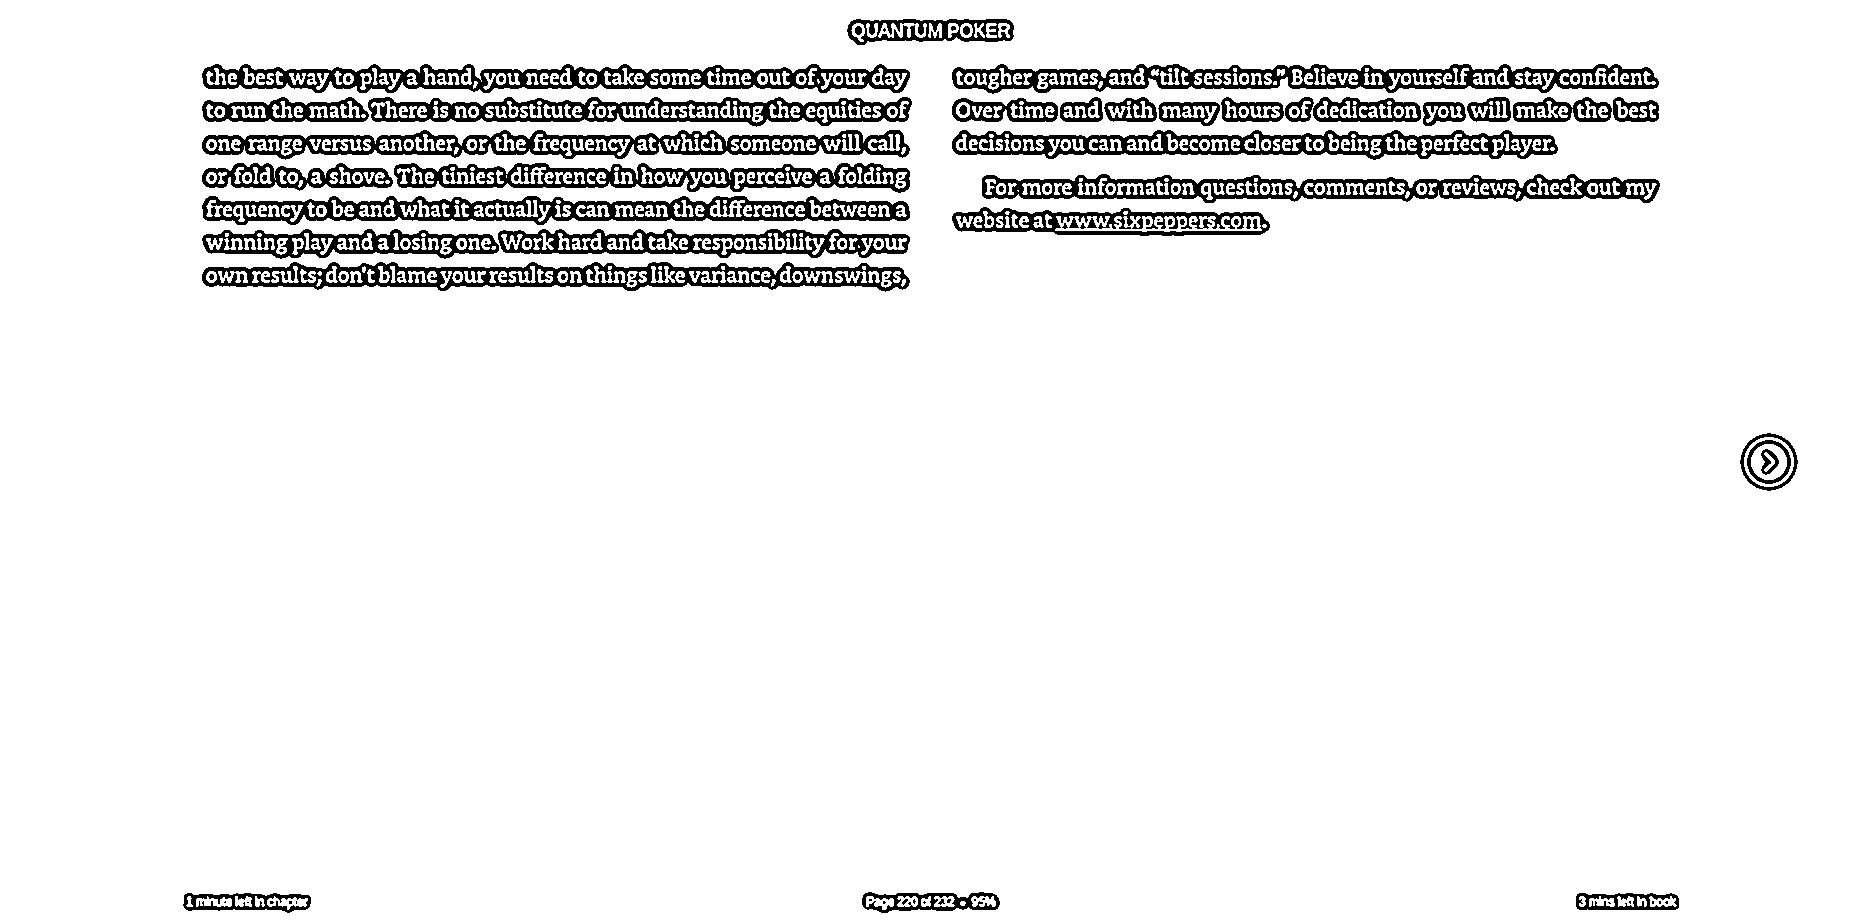 QUANTUM POKER
the best way to play a hand, you need to take some time out of your day
to run the math. There is no substitute for understanding the equities of
one range versus another, or the frequency at which someone will call,
or fold to, a shove. The tiniest difference in how you perceive a folding
frequency to be and what it actually is can mean the difference between a
winning play and a losing one. Work hard and take responsibility for your
own results; don't blame your results on things like variance, downswings,
tougher games, and “tilt sessions.” Believe in yourself and stay confident.
Over time and with many hours of dedication you will make the best
decisions you can and become closer to being the perfect player.
For more information questions, comments, or reviews, check out my
website at www.sixpeppers.com.
1 minute left in chapter
Page 220 of 232 • 95%
3 mins left in book